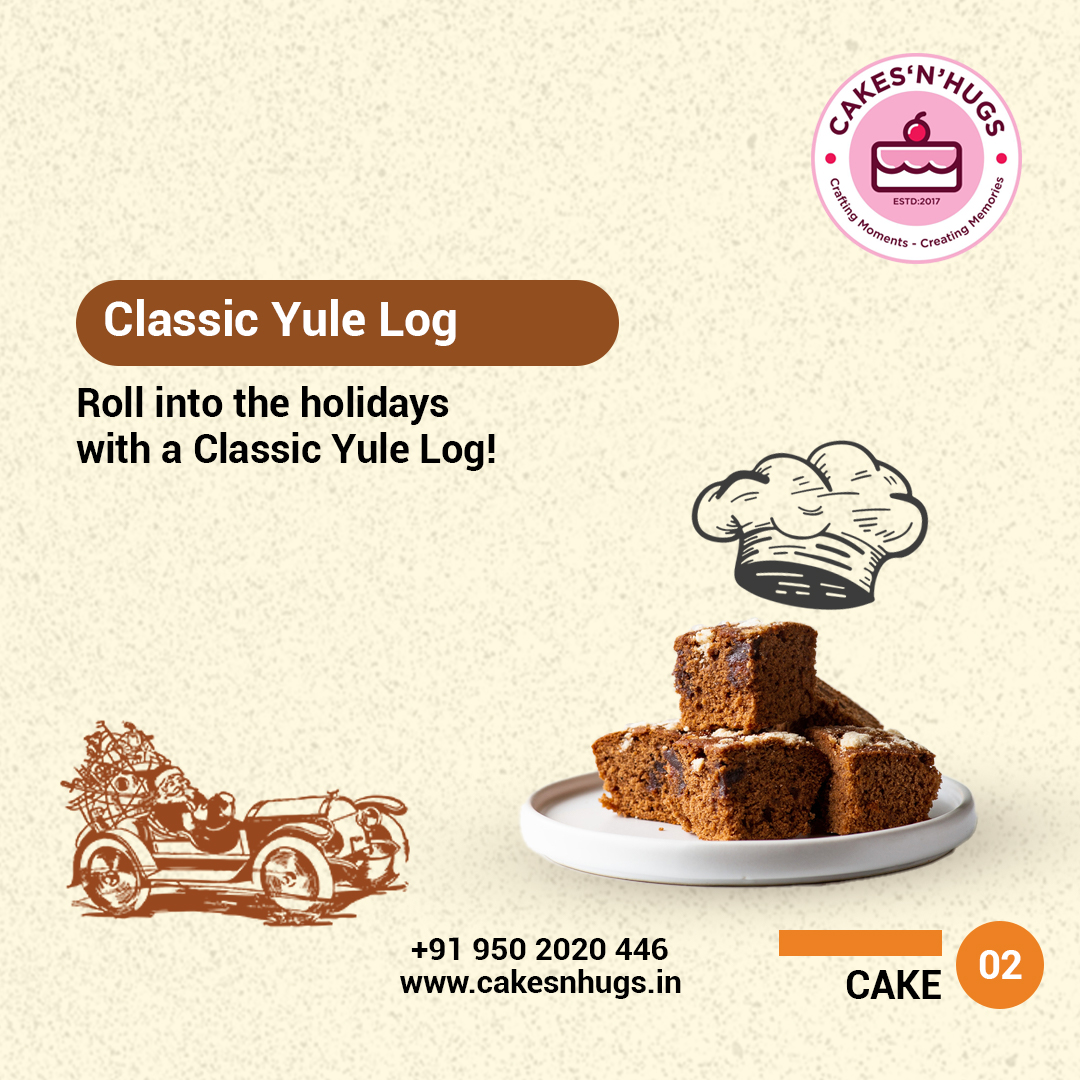 CAKES‘N’HUGS
ESTD:2017
Crafting Moments - Creating Memories
Classic Yule Log
Roll into the holidays
with a Classic Yule Log!
+91 950 2020 446
www.cakesnhugs.in
CAKE
02